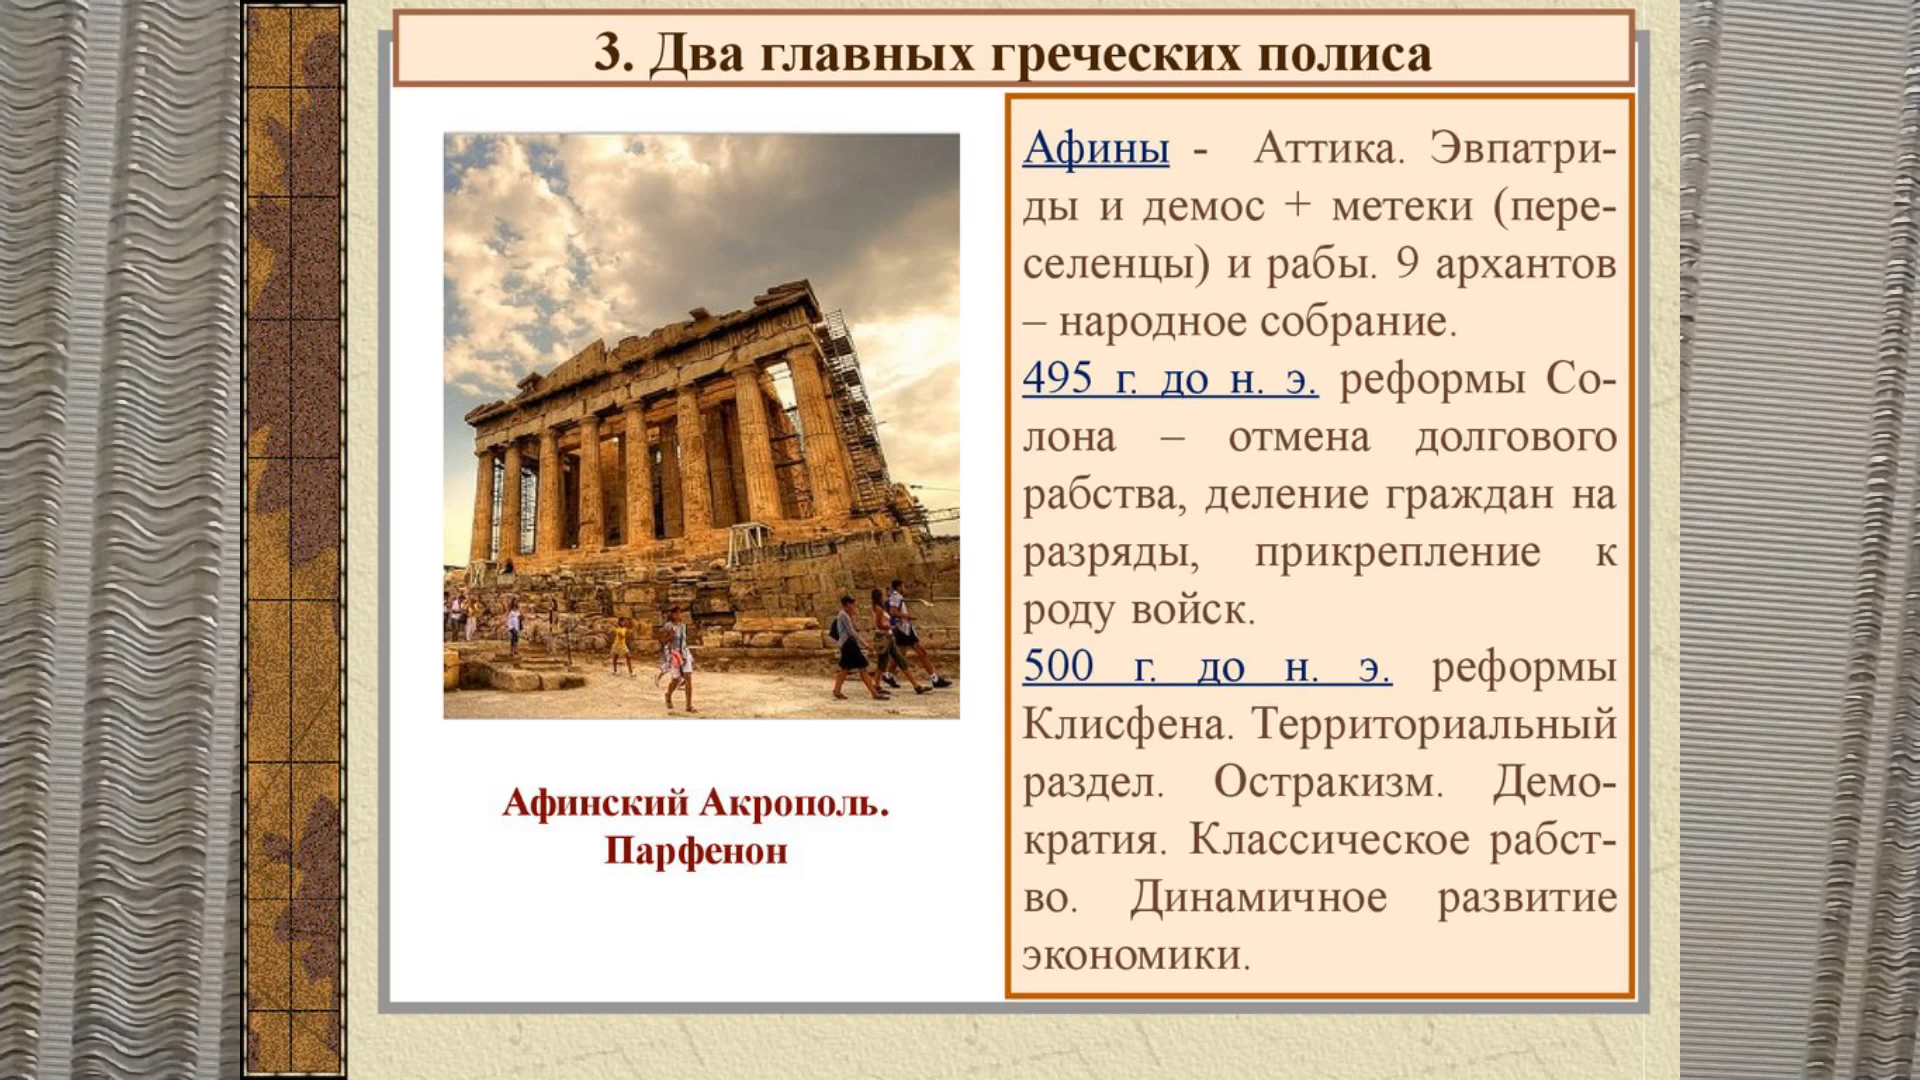 3. Два главных греческих полиса
Афины - Аттика. Эвпатри-
ды и демос + метеки (пере-
селенцы) и рабы. 9 архантов
– народное собрание.
495 г. до н. э. реформы Со-
лона – отмена долгового
рабства, деление граждан на
разряды, прикрепление к
роду войск.
500 г. до н. э. реформы
Клисфена. Территориальный
раздел. Остракизм. Демо-
кратия. Классическое рабст-
во. Динамичное развитие
экономики.
Афинский Акрополь.
Парфенон